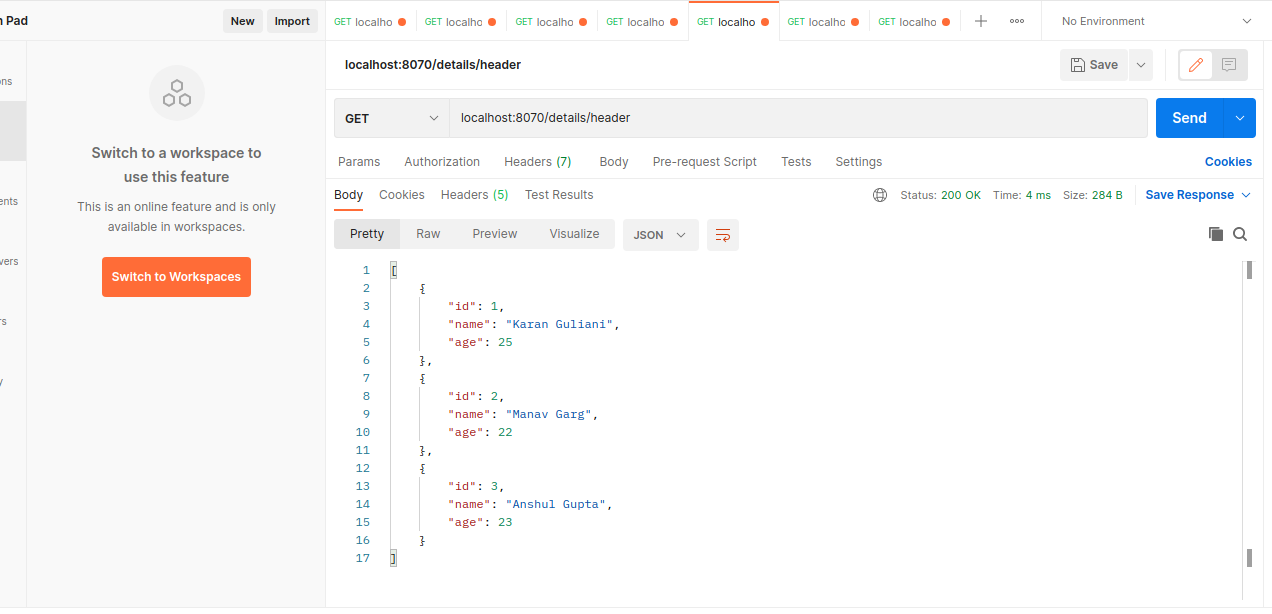 n Pad
New
Import
GET localho
GET localho
GET localho
GET localho
GET localho
GET localho
GET localho
No Environment
ons
ents
vers
rs
y
Switch to a workspace to
use this feature
This is an online feature and is only
available in workspaces.
Switch to Workspaces
localhost:8070/details/header
Save
GET
localhost:8070/details/header
Send
Params Authorization Headers (7) Body Pre-request Script Tests Settings Cookies
Body Cookies Headers (5) Test Results Status: 200 OK Time: 4 ms Size: 284 B Save Response
Pretty Raw Preview Visualize JSON
1 [
2 {
3 "id": 1,
4 "name": "Karan Guliani",
5 "age": 25
6 },
7 {
8 "id": 2,
9 "name": "Manav Garg",
10 "age": 22
11 },
12 {
13 "id": 3,
14 "name": "Anshul Gupta",
15 "age": 23
16 }
17 ]